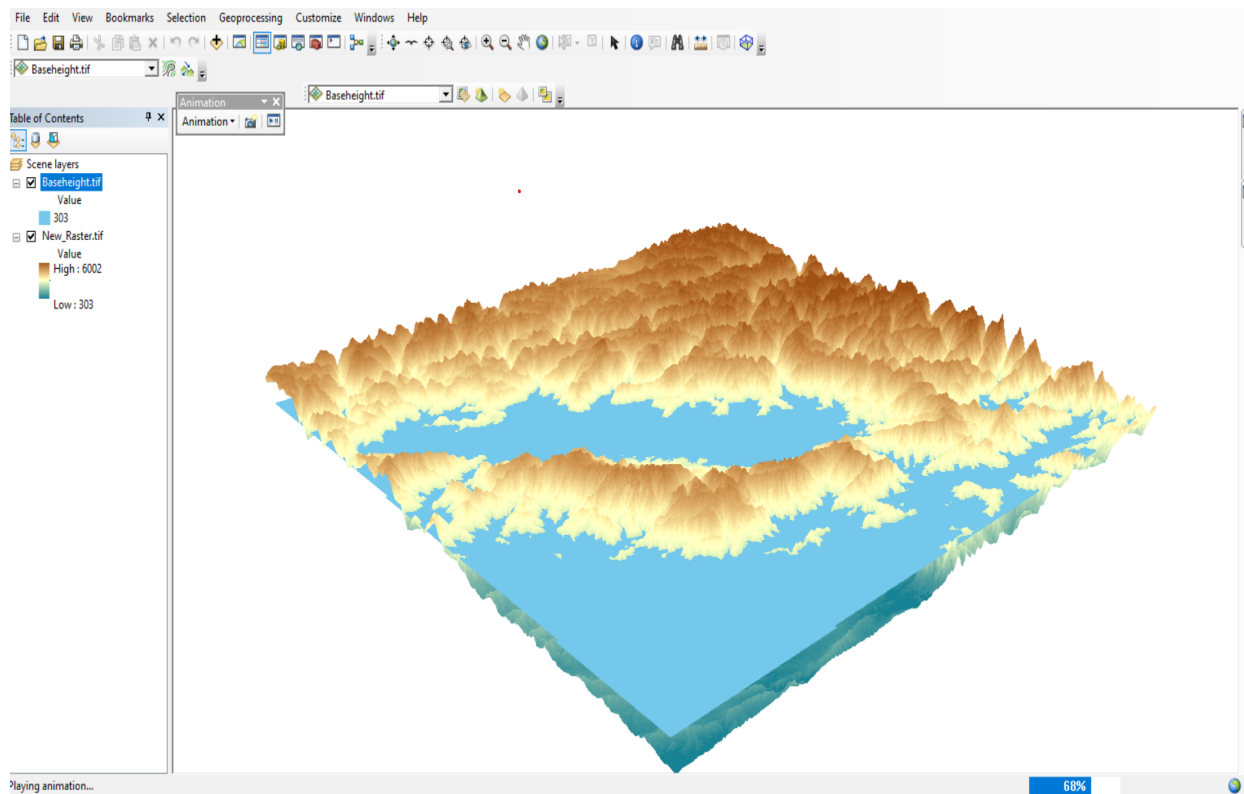 File Edit View Bookmarks Selection Geoprocessing Customize Windows Help
Baseheight.tif
Baseheight.tif
Animation
Animation
Table of Contents
Scene layers
Baseheight.tif
Value
303
New_Raster.tif
Value
High : 6002
Low : 303
Playing animation...
68%